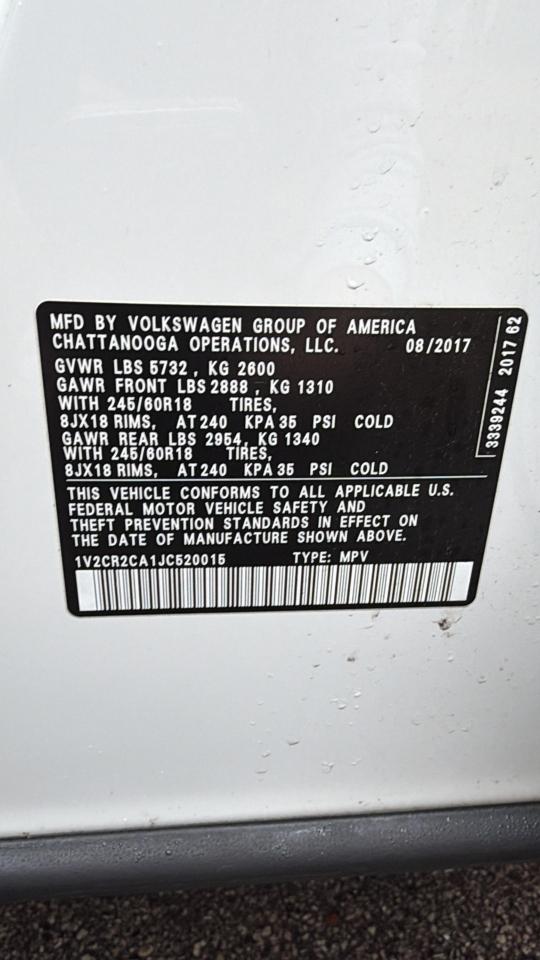 MFD BY VOLKSWAGEN GROUP OF AMERICA
CHATTANOOGA OPERATIONS, LLC. 08/2017
GVWR LBS 5732 , KG 2600
GAWR FRONT LBS 2888 , KG 1310
WITH 245/60R18 TIRES,
8JX18 RIMS, AT 240 KPA 35 PSI COLD
GAWR REAR LBS 2954, KG 1340
WITH 245/60R18 TIRES,
8JX18 RIMS, AT 240 KPA 35 PSI COLD
THIS VEHICLE CONFORMS TO ALL APPLICABLE U.S.
FEDERAL MOTOR VEHICLE SAFETY AND
THEFT PREVENTION STANDARDS IN EFFECT ON
THE DATE OF MANUFACTURE SHOWN ABOVE.
1V2CR2CA1JC520015 TYPE: MPV
3339244 2017 62